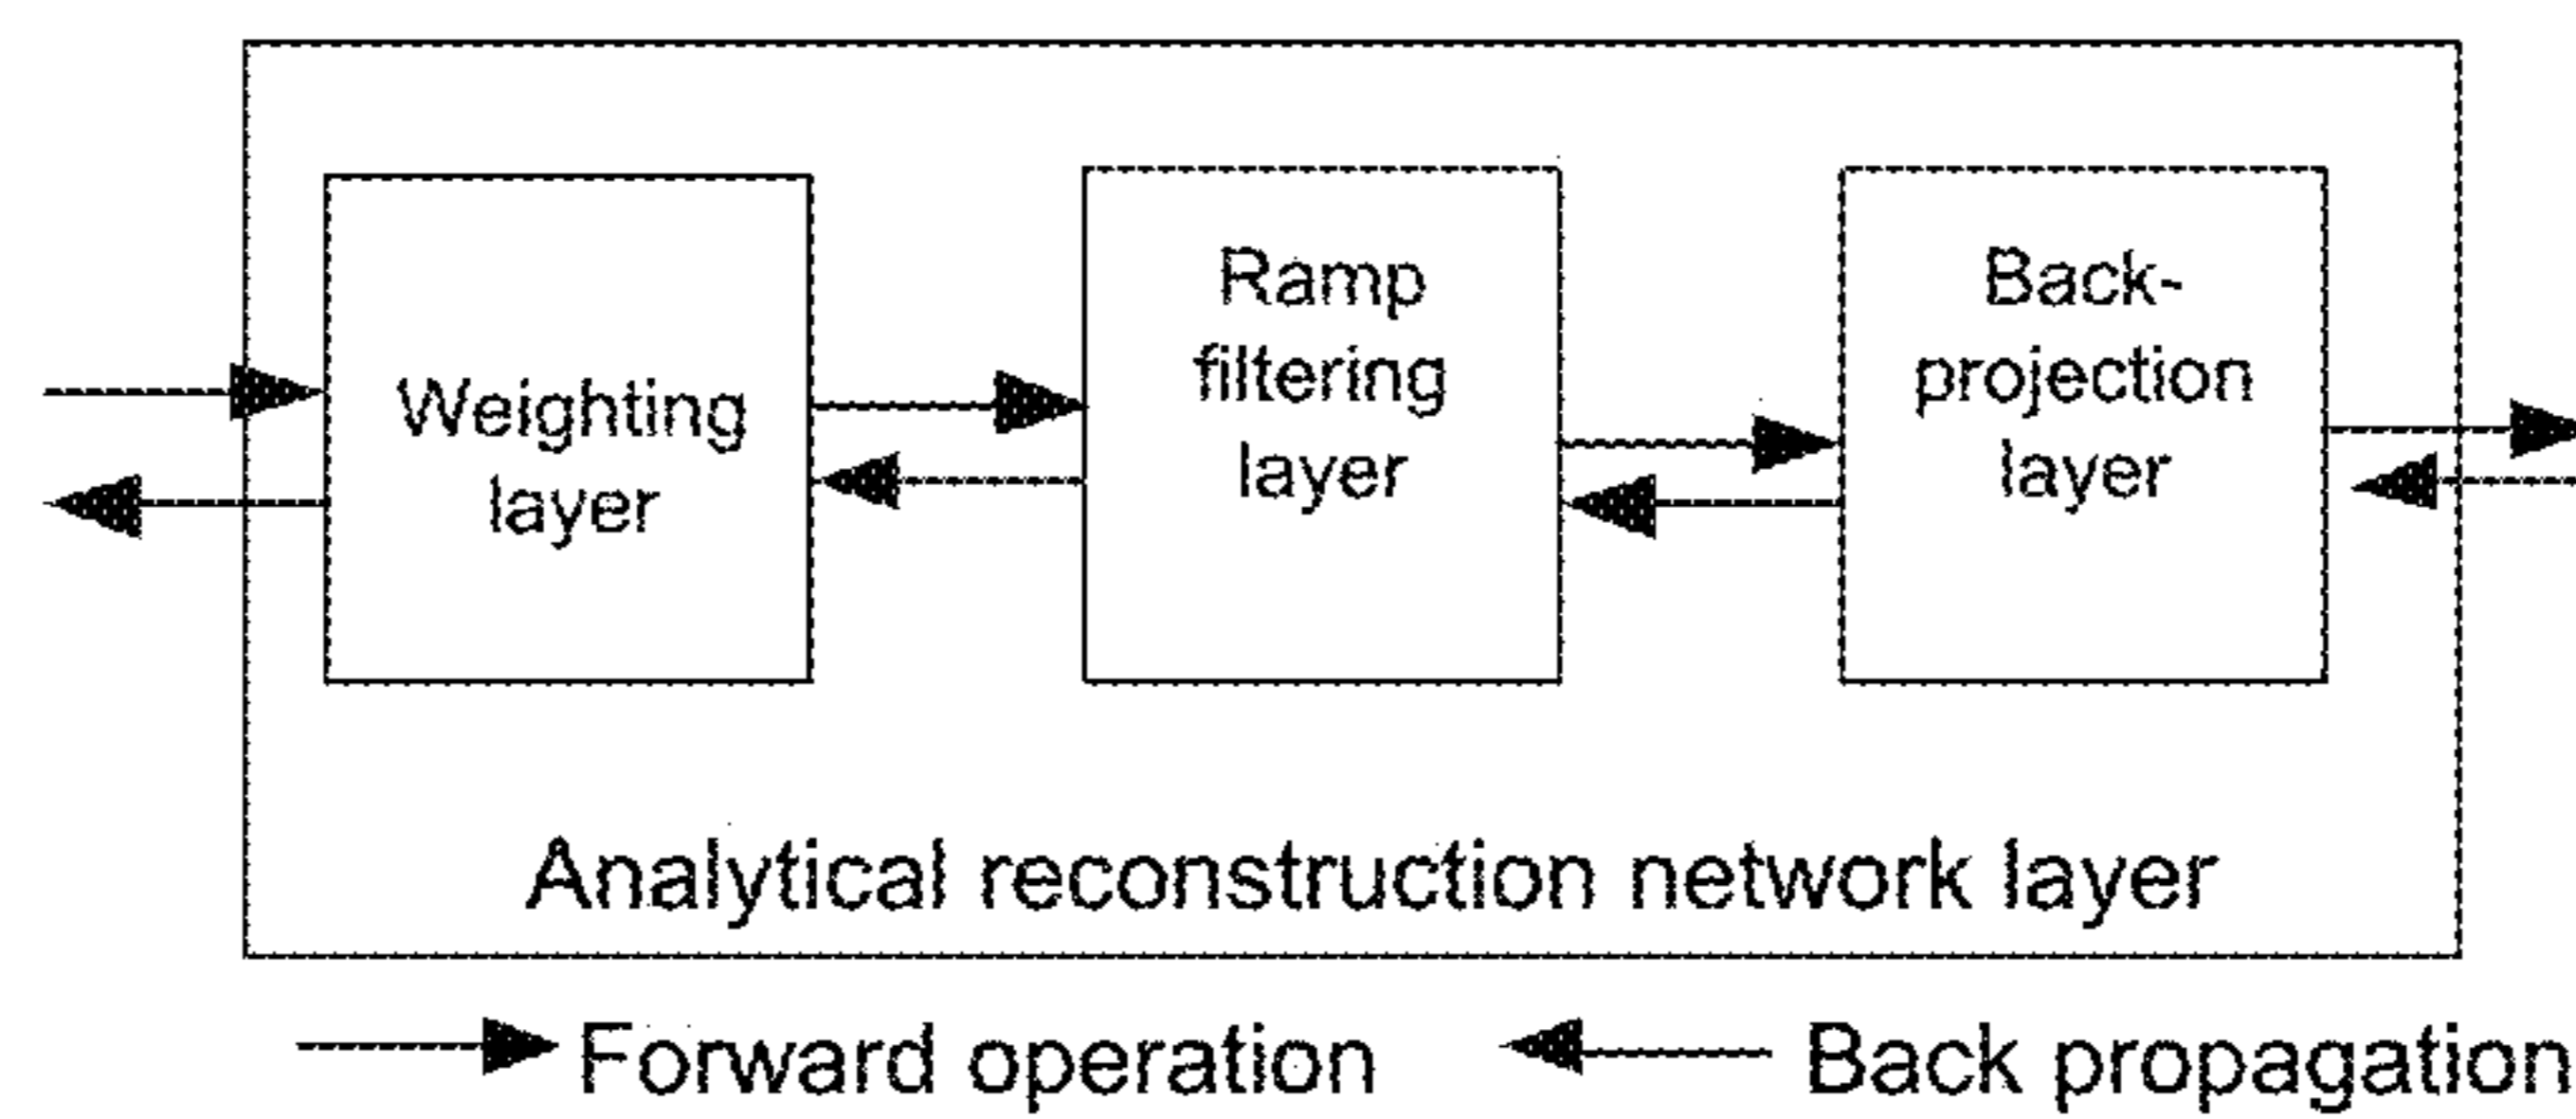 Weighting
layer
Ramp
filtering
layer
Back-
projection
layer
Analytical reconstruction network layer
Forward operation
Back propagation